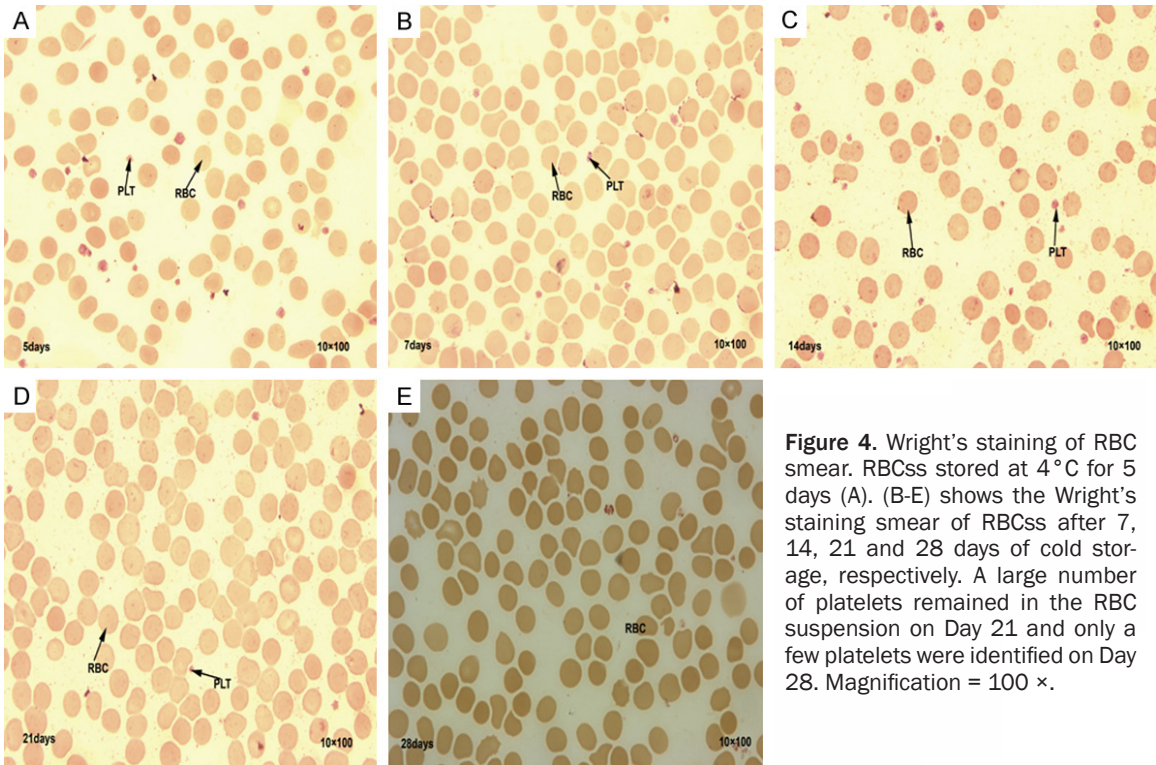 A
PLT
RBC
5days
10×100
B
RBC
PLT
7days
10×100
C
RBC
PLT
14days
10×100
D
RBC
PLT
21days
10×100
E
RBC
28days
10×100
Figure 4. Wright's staining of RBC
smear. RBCss stored at 4°C for 5
days (A). (B-E) shows the Wright's
staining smear of RBCss after 7,
14, 21 and 28 days of cold stor-
age, respectively. A large number
of platelets remained in the RBC
suspension on Day 21 and only a
few platelets were identified on Day
28. Magnification = 100 ×.